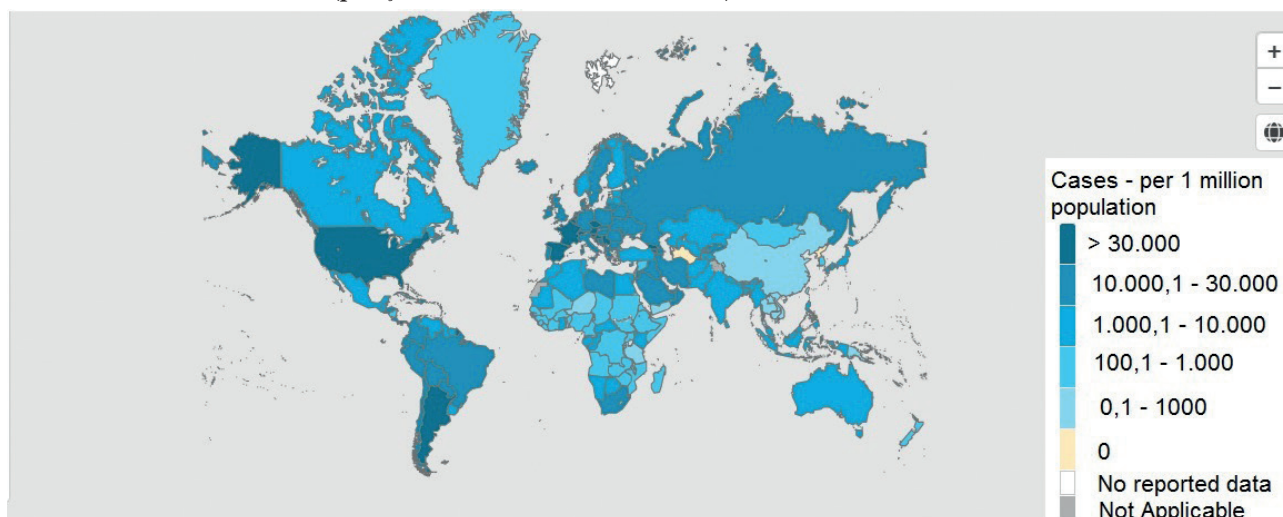 +
−
Cases - per 1 million
population
> 30.000
10.000,1 - 30.000
1.000,1 - 10.000
100,1 - 1.000
0,1 - 1000
0
No reported data
Not Applicable